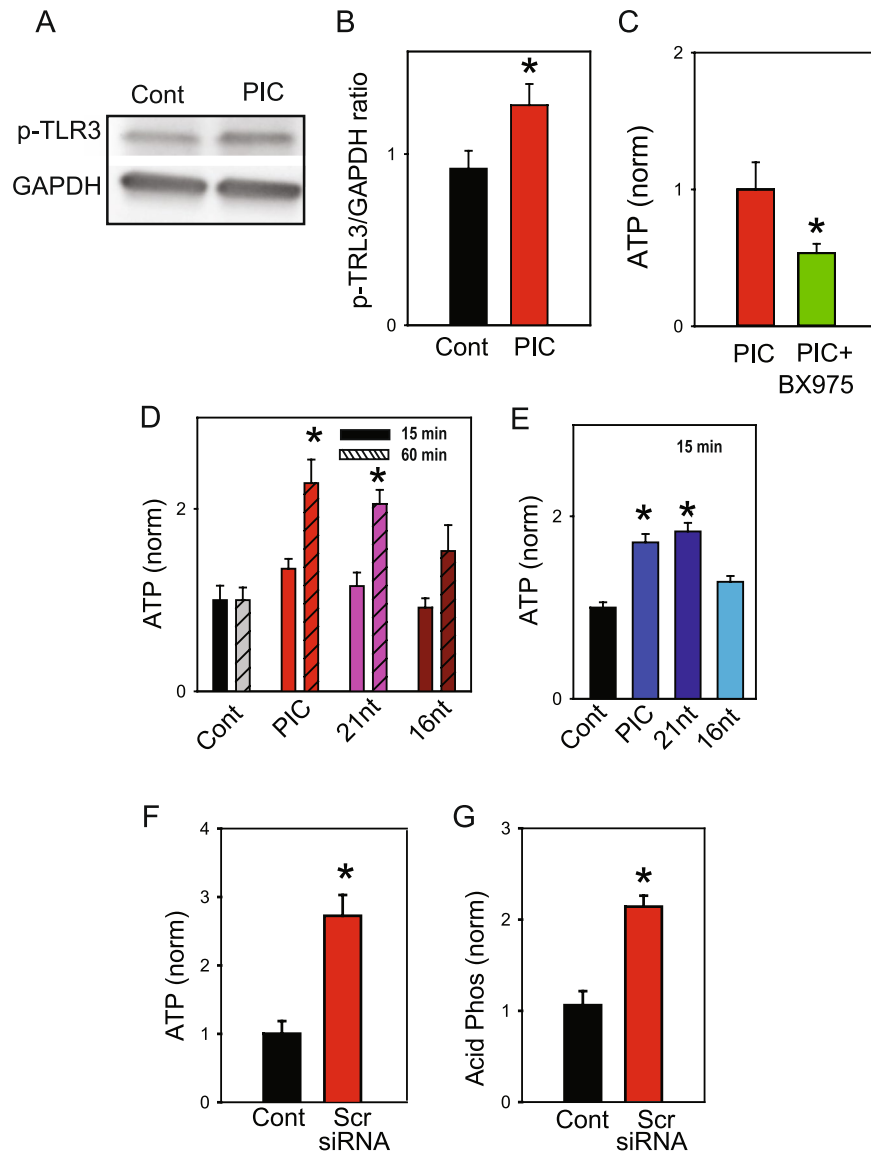 A
Cont PIC
p-TLR3
GAPDH
B
p-TRL3/GAPDH ratio
1
0
*
Cont PIC
C
ATP (norm)
2
1
0
*
PIC PIC+
BX975
D
ATP (norm)
2
1
0
* *
15 min
60 min
Cont PIC 21nt 16nt
E
ATP (norm)
2
1
0
15 min
* *
Cont PIC 21nt 16nt
F
ATP (norm)
4
3
2
1
0
*
Cont Scr
siRNA
G
Acid Phos (norm)
3
2
1
0
*
Cont Scr
siRNA